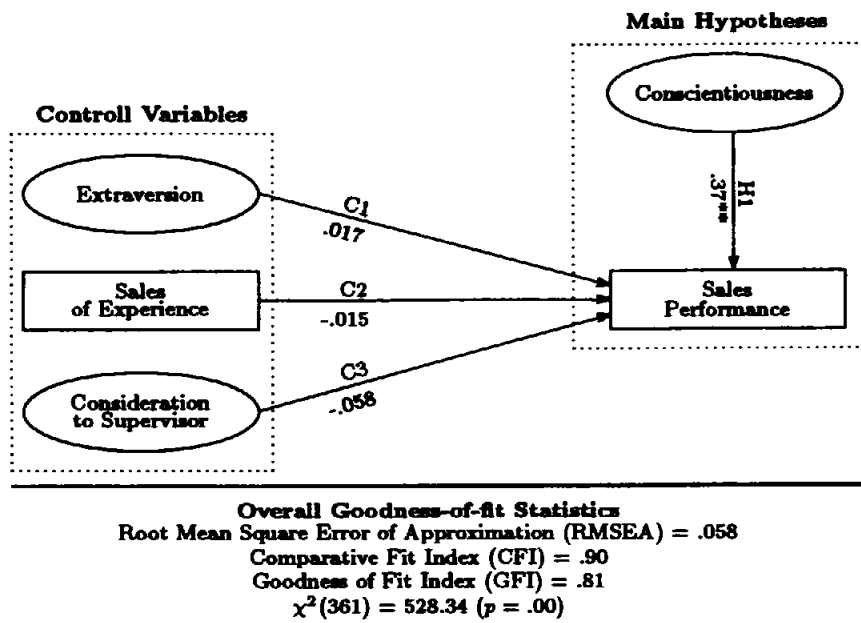 Main Hypotheses
Conscientiousness
H1
.37**
Controll Variables
Extraversion
C1
.017
Sales
of Experience
C2
-.015
Sales
Performance
Consideration
to Supervisor
C3
-.058
Overall Goodness-of-fit Statistics
Root Mean Square Error of Approximation (RMSEA) = .058
Comparative Fit Index (CFI) = .90
Goodness of Fit Index (GFI) = .81
χ²(361) = 528.34 (p = .00)